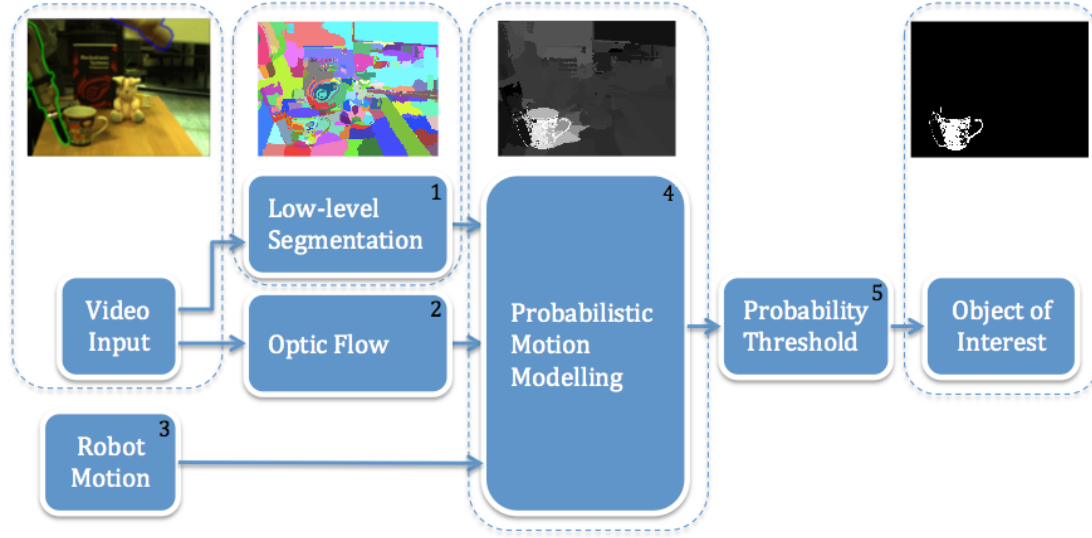 1
Low-level
Segmentation
Video
Input
2
Optic Flow
3
Robot
Motion
4
Probabilistic
Motion
Modelling
5
Probability
Threshold
Object of
Interest